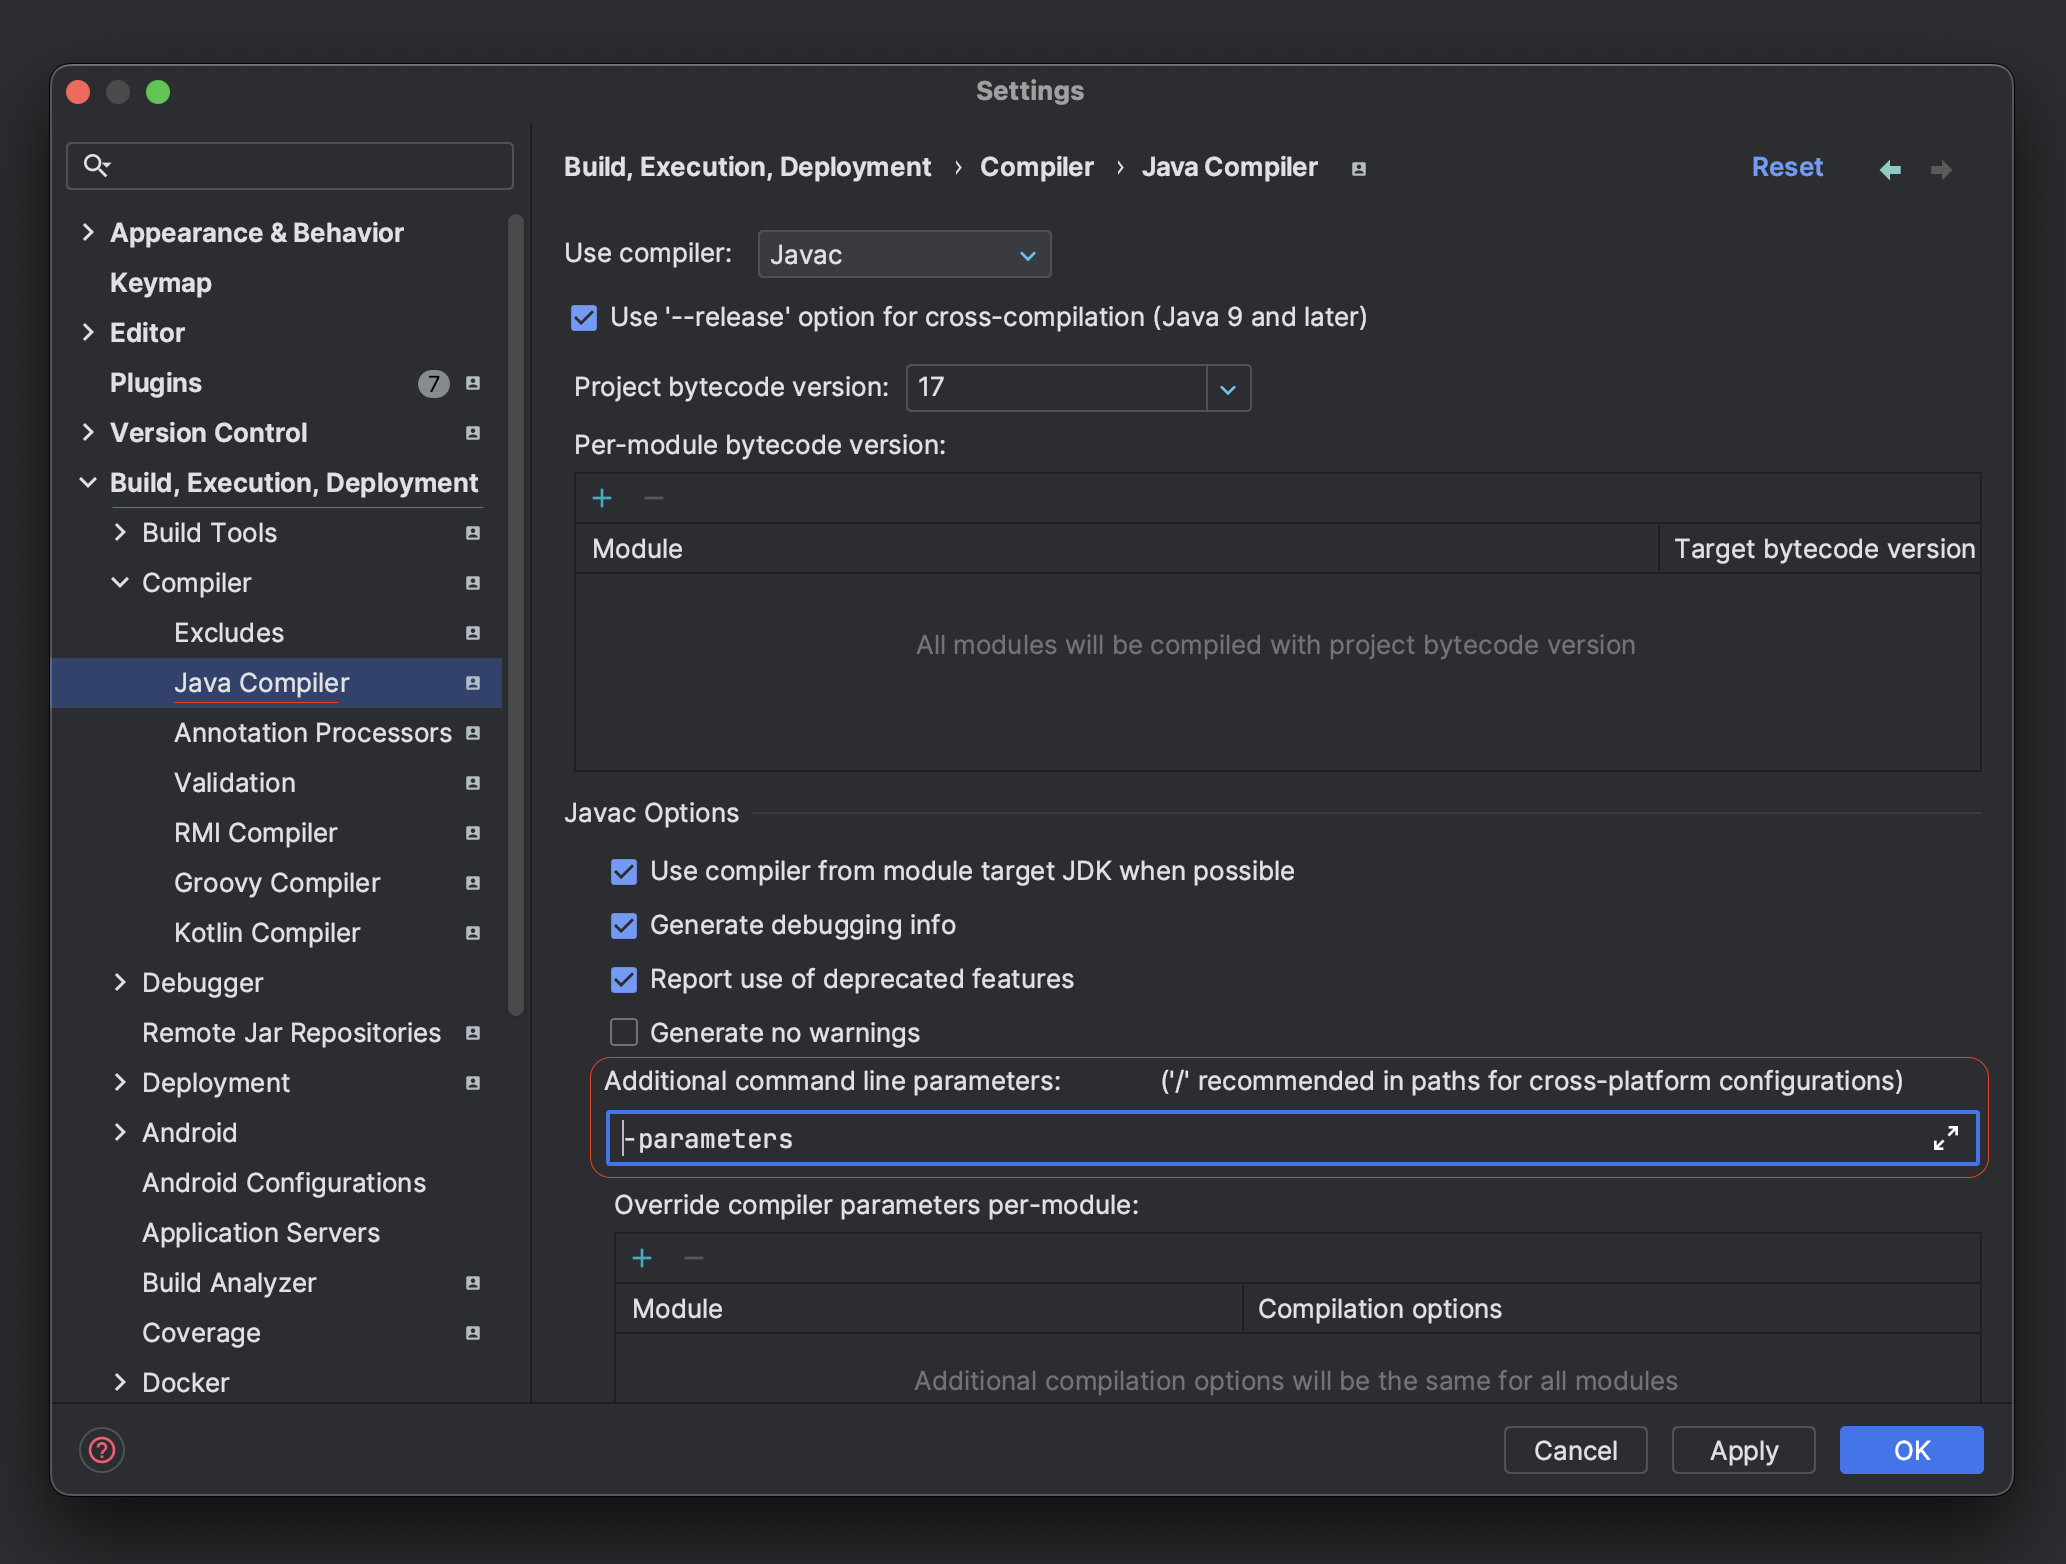 Settings
Appearance & Behavior
Keymap
Editor
Plugins 7
Version Control
Build, Execution, Deployment
Build Tools
Compiler
Excludes
Java Compiler
Annotation Processors
Validation
RMI Compiler
Groovy Compiler
Kotlin Compiler
Debugger
Remote Jar Repositories
Deployment
Android
Android Configurations
Application Servers
Build Analyzer
Coverage
Docker
?
Build, Execution, Deployment › Compiler › Java Compiler
Reset
Use compiler: Javac
Use '--release' option for cross-compilation (Java 9 and later)
Project bytecode version: 17
Per-module bytecode version:
+ −
Module Target bytecode version
All modules will be compiled with project bytecode version
Javac Options
Use compiler from module target JDK when possible
Generate debugging info
Report use of deprecated features
Generate no warnings
Additional command line parameters: ('/' recommended in paths for cross-platform configurations)
-parameters
Override compiler parameters per-module:
+ −
Module Compilation options
Additional compilation options will be the same for all modules
Cancel Apply OK